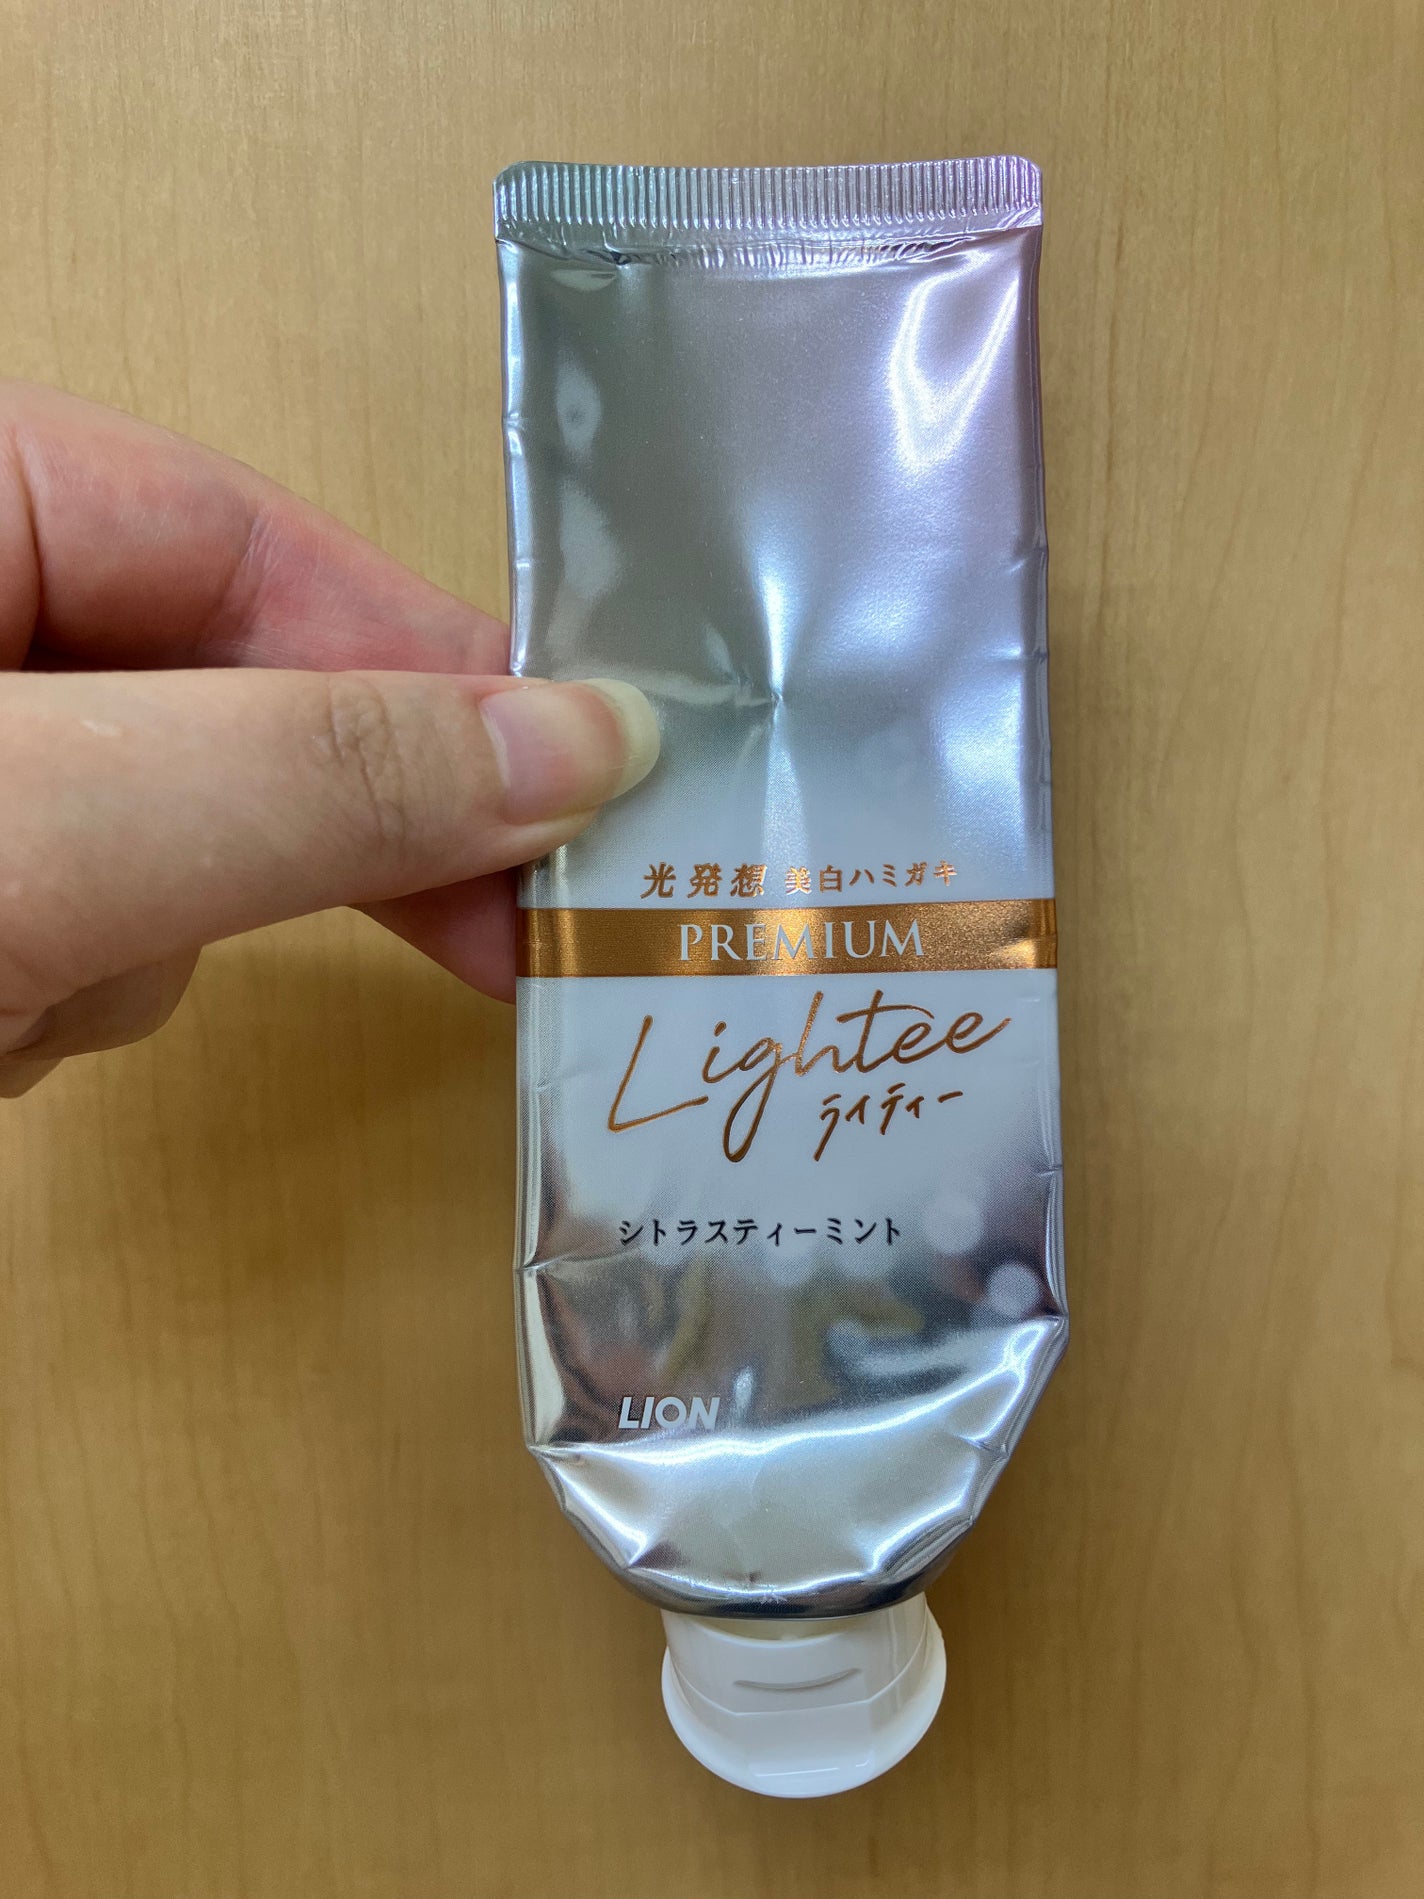 光発想 美白ハミガキ
PREMIUM
Lightee
ライティー
シトラスティーミント
LION